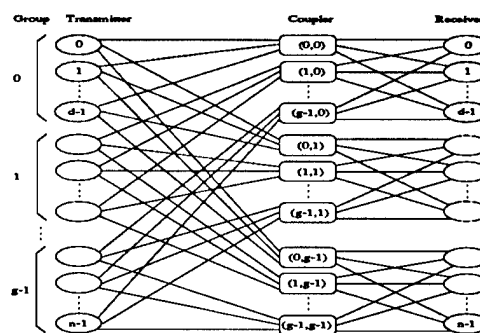 Group Transmitter Coupler Receiver
0 (0,0) 0
0
1 (1,0) 1
d-1 (g-1,0) d-1
(0,1)
1 (1,1)
(g-1,1)
(0,g-1)
g-1 (1,g-1)
n-1 (g-1,g-1) n-1